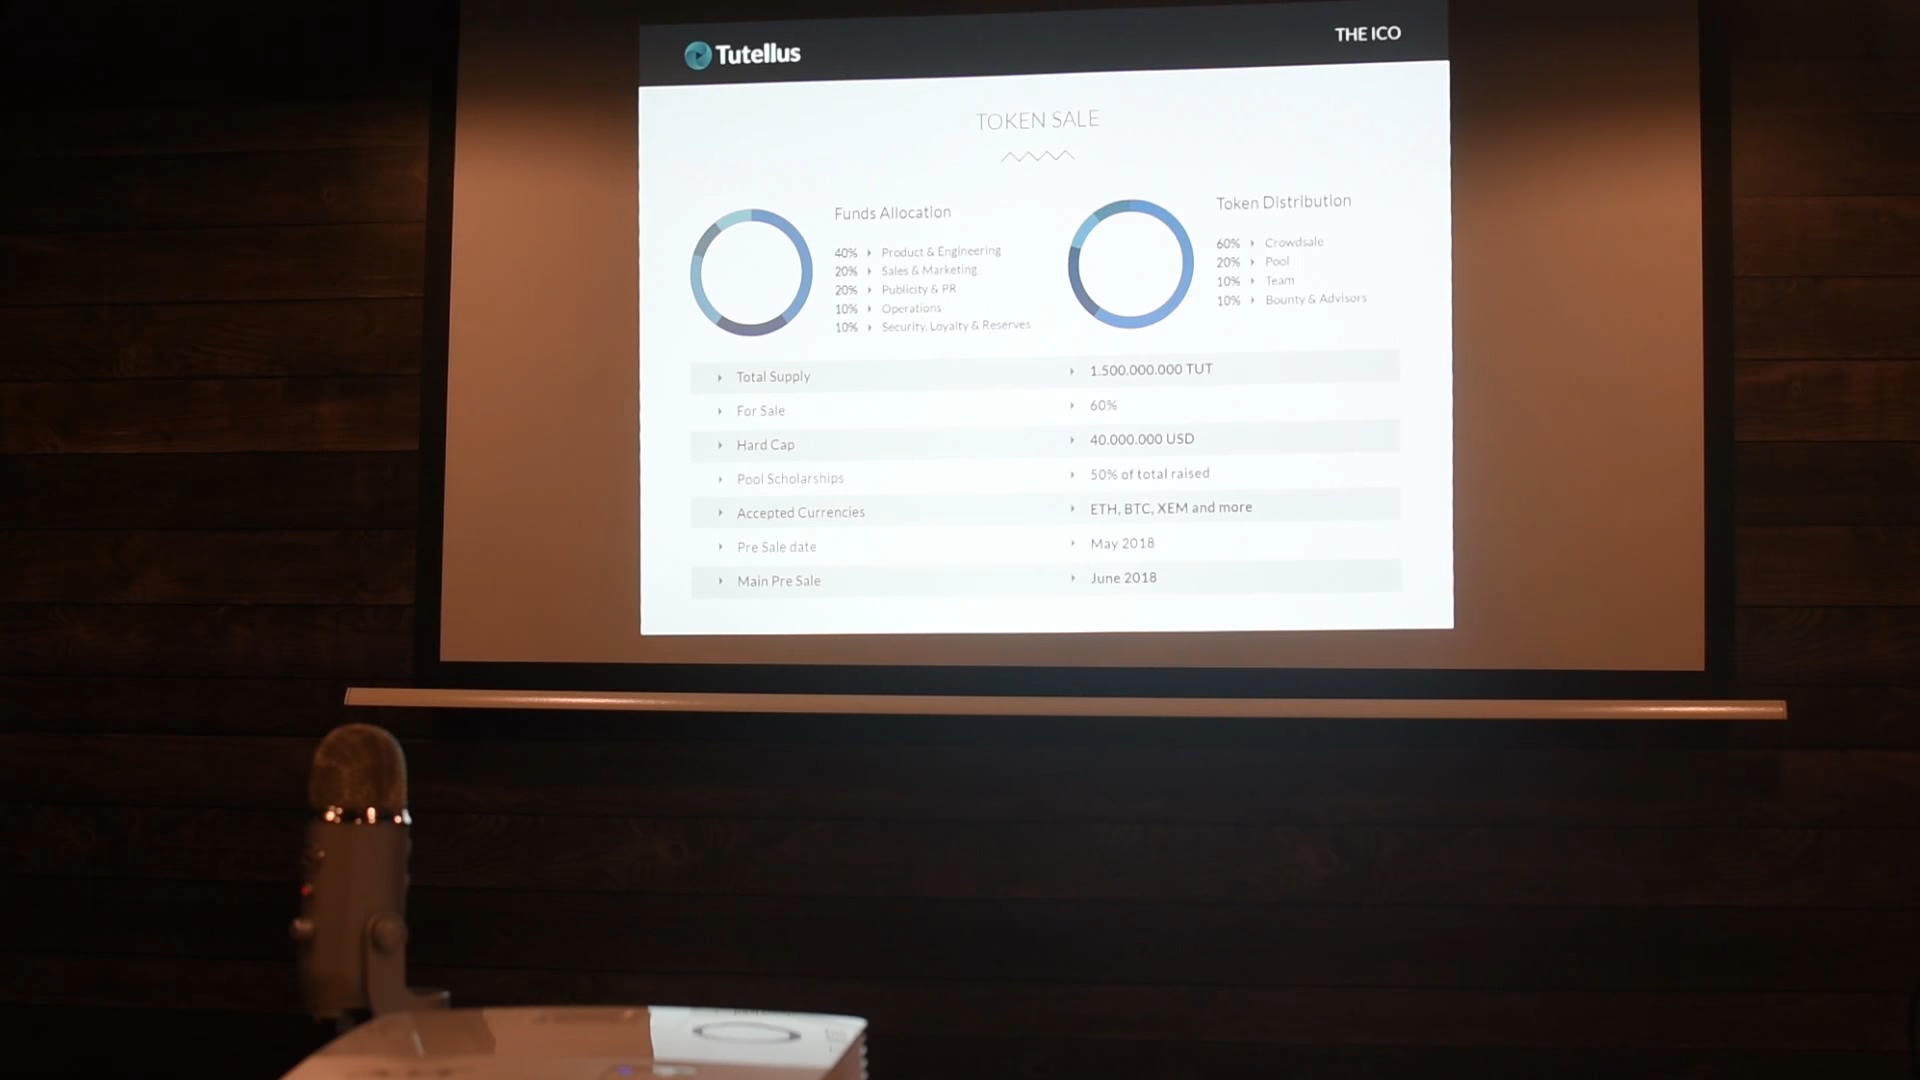 Tutellus
THE ICO
TOKEN SALE
Funds Allocation
40% Product & Engineering
20% Sales & Marketing
20% Publicity & PR
10% Operations
10% Security, Loyalty & Reserves
Token Distribution
60% Crowdsale
20% Pool
10% Team
10% Bounty & Advisors
Total Supply 1.500.000.000 TUT
For Sale 60%
Hard Cap 40.000.000 USD
Pool Scholarships 50% of total raised
Accepted Currencies ETH, BTC, XEM and more
Pre Sale date May 2018
Main Pre Sale June 2018